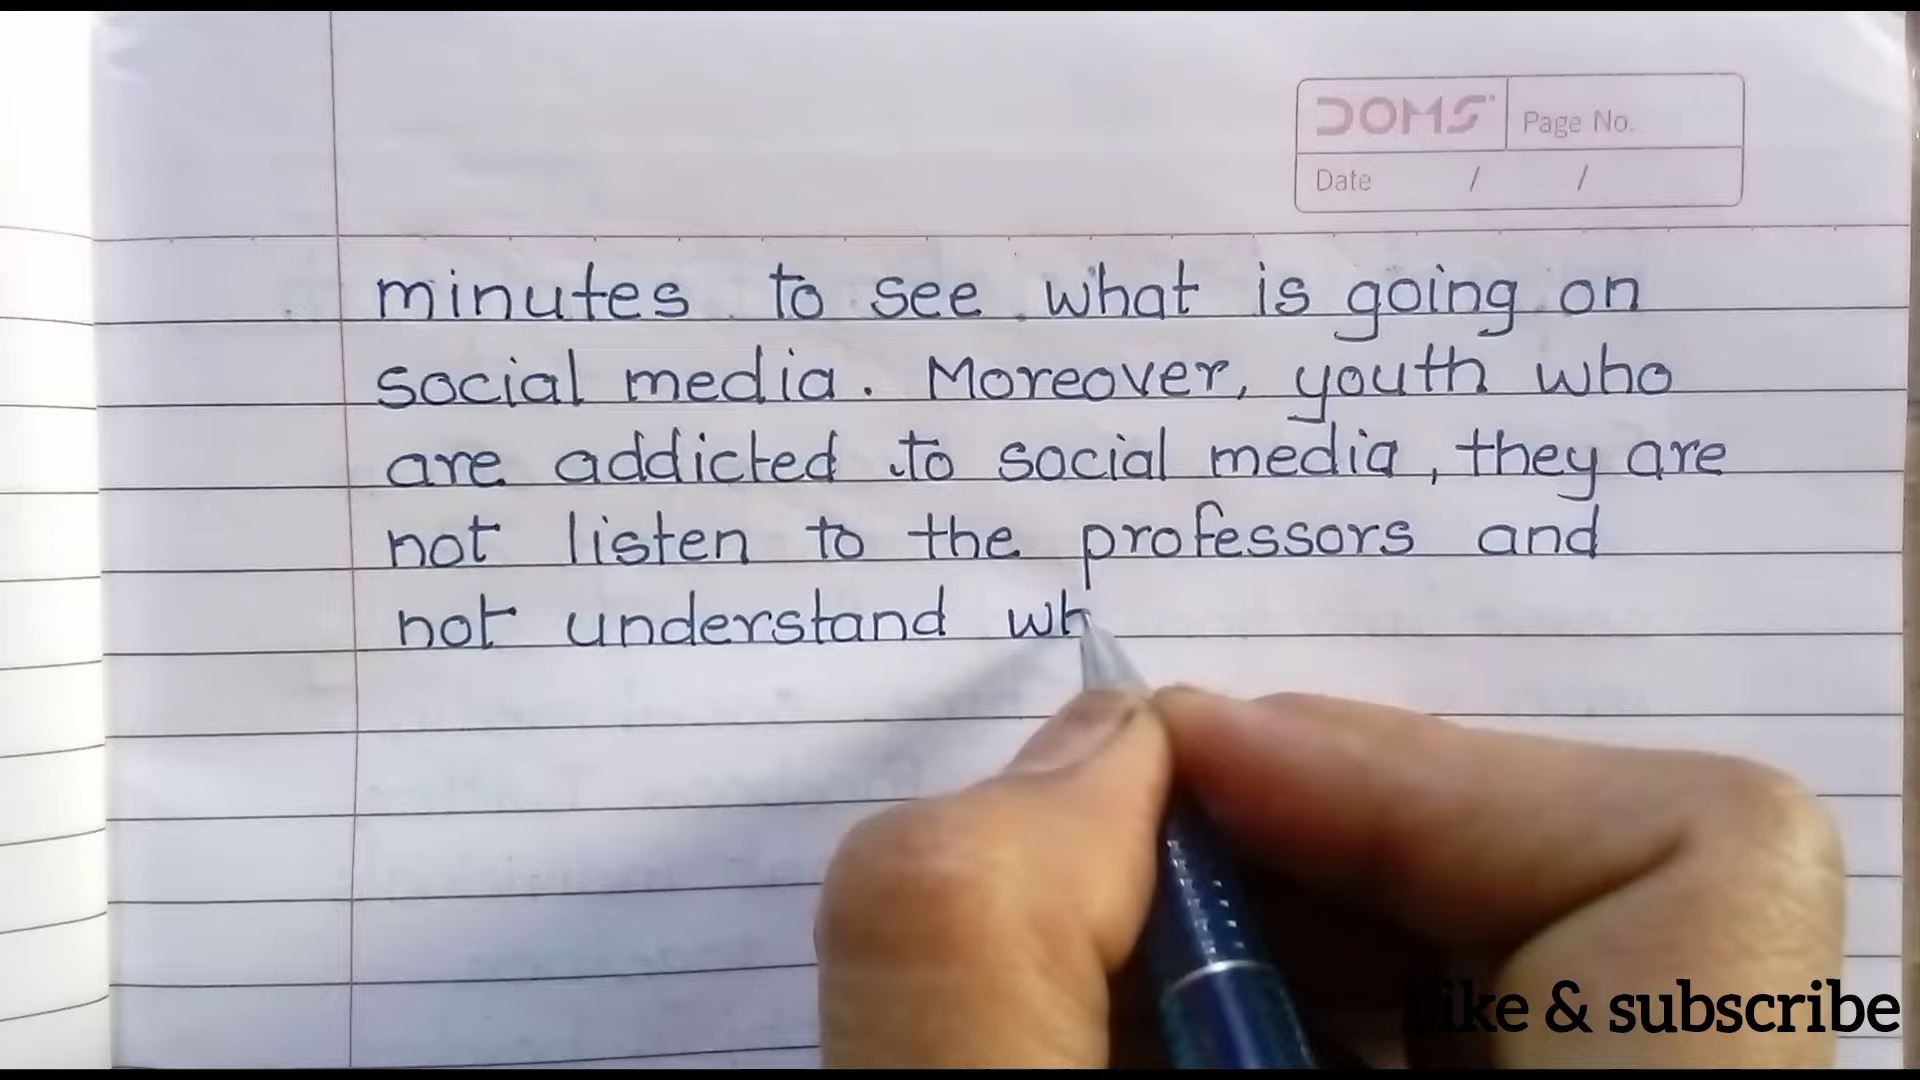 DOMS Page No.
Date / /
minutes to see what is going on
social media. Moreover, youth who
are addicted to social media, they are
not listen to the professors and
not understand wh
Like & subscribe